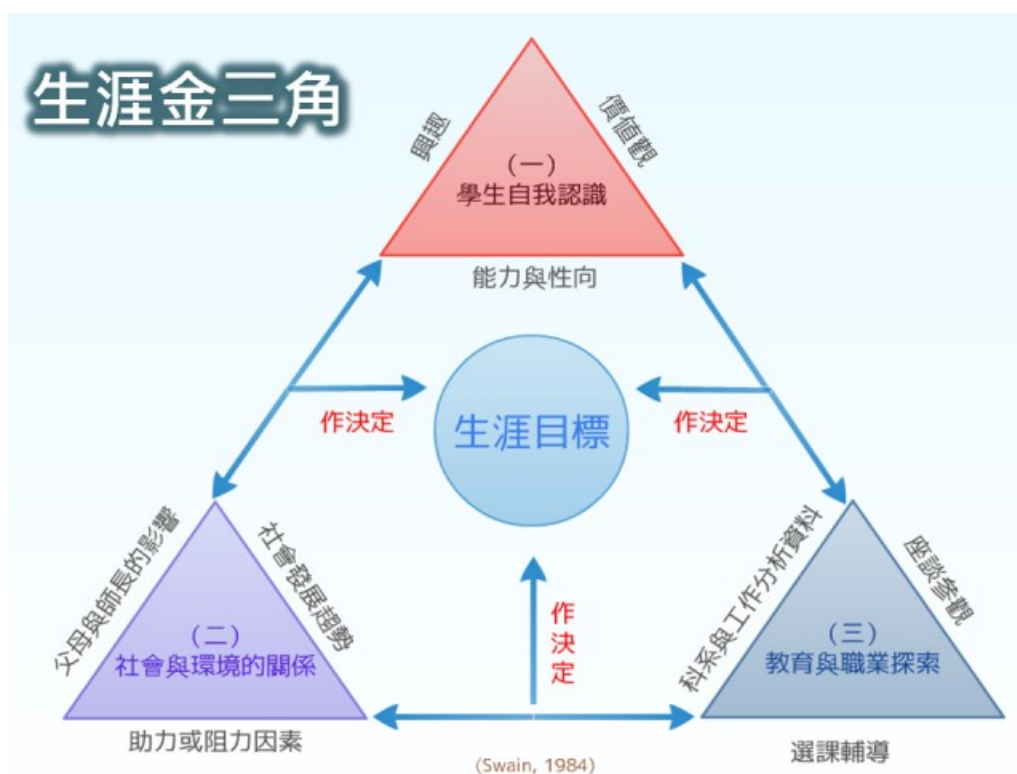 生涯金三角
興趣
價值觀
（一）
學生自我認識
能力與性向
作決定
生涯目標
作決定
父母與師長的影響
社會發展趨勢
（二）
社會與環境的關係
助力或阻力因素
作
決
定
科系與工作分析資料
座談參觀
（三）
教育與職業探索
選課輔導
(Swain, 1984)